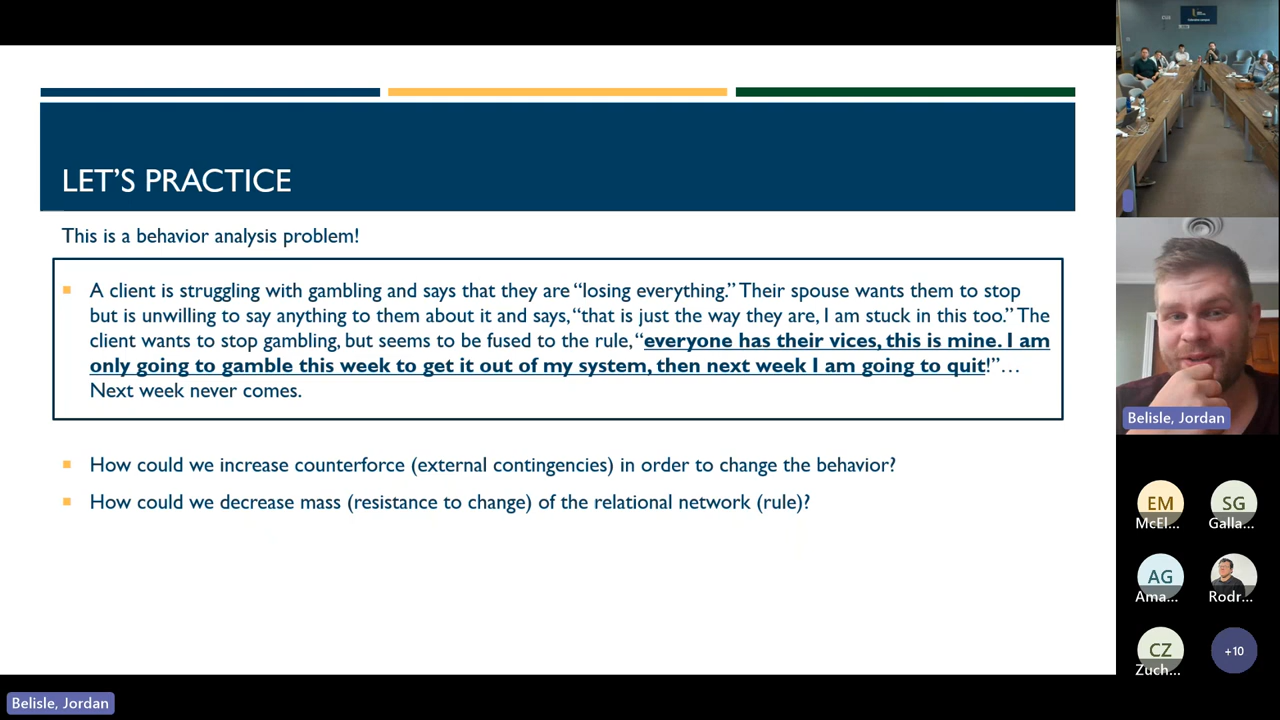 LET'S PRACTICE
This is a behavior analysis problem!
A client is struggling with gambling and says that they are “losing everything.” Their spouse wants them to stop
but is unwilling to say anything to them about it and says, “that is just the way they are, I am stuck in this too.” The
client wants to stop gambling, but seems to be fused to the rule, “everyone has their vices, this is mine. I am
only going to gamble this week to get it out of my system, then next week I am going to quit!”…
Next week never comes.
How could we increase counterforce (external contingencies) in order to change the behavior?
How could we decrease mass (resistance to change) of the relational network (rule)?
Belisle, Jordan
EM
SG
McEl...
Galla...
AG
Ama...
Rodr...
CZ
+10
Zuch...
Belisle, Jordan